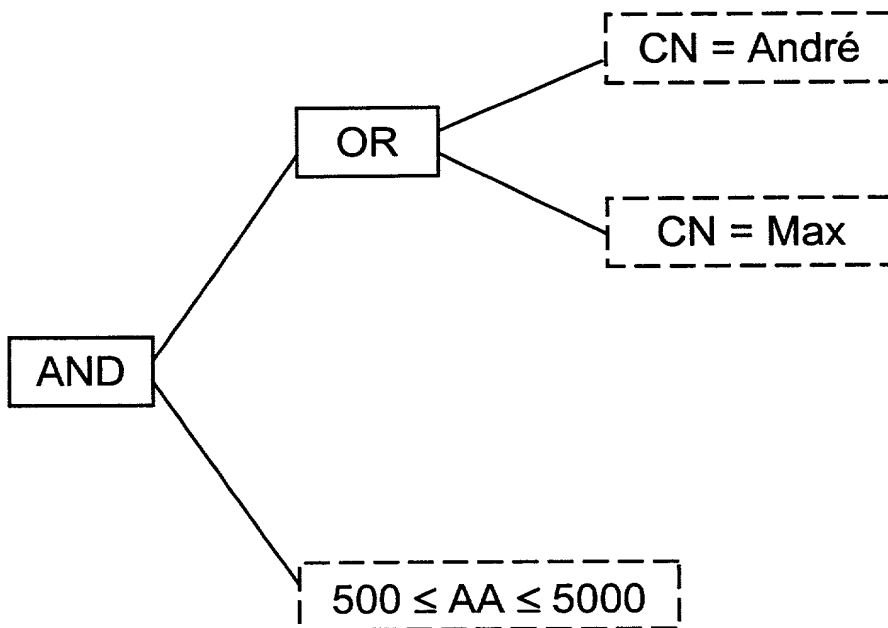 CN = André
OR
CN = Max
AND
500 ≤ AA ≤ 5000